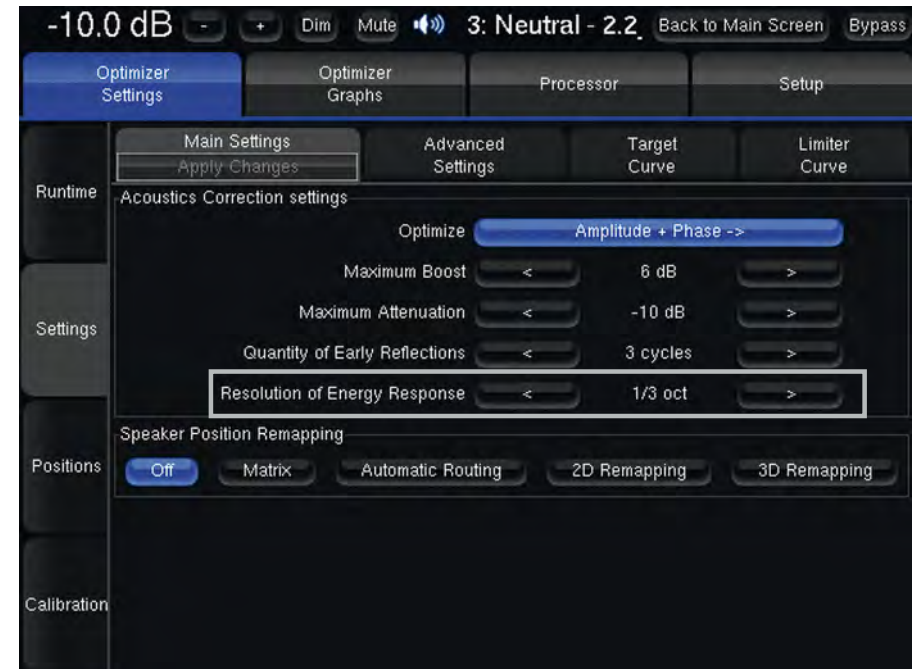 -10.0 dB - + Dim Mute 3: Neutral - 2.2 Back to Main Screen Bypass
Optimizer Settings Optimizer Graphs Processor Setup
Main Settings Advanced Settings Target Curve Limiter Curve
Apply Changes
Runtime
Acoustics Correction settings
Optimize Amplitude + Phase ->
Maximum Boost < 6 dB >
Maximum Attenuation < -10 dB >
Settings
Quantity of Early Reflections < 3 cycles >
Resolution of Energy Response < 1/3 oct >
Speaker Position Remapping
Positions
Off Matrix Automatic Routing 2D Remapping 3D Remapping
Calibration